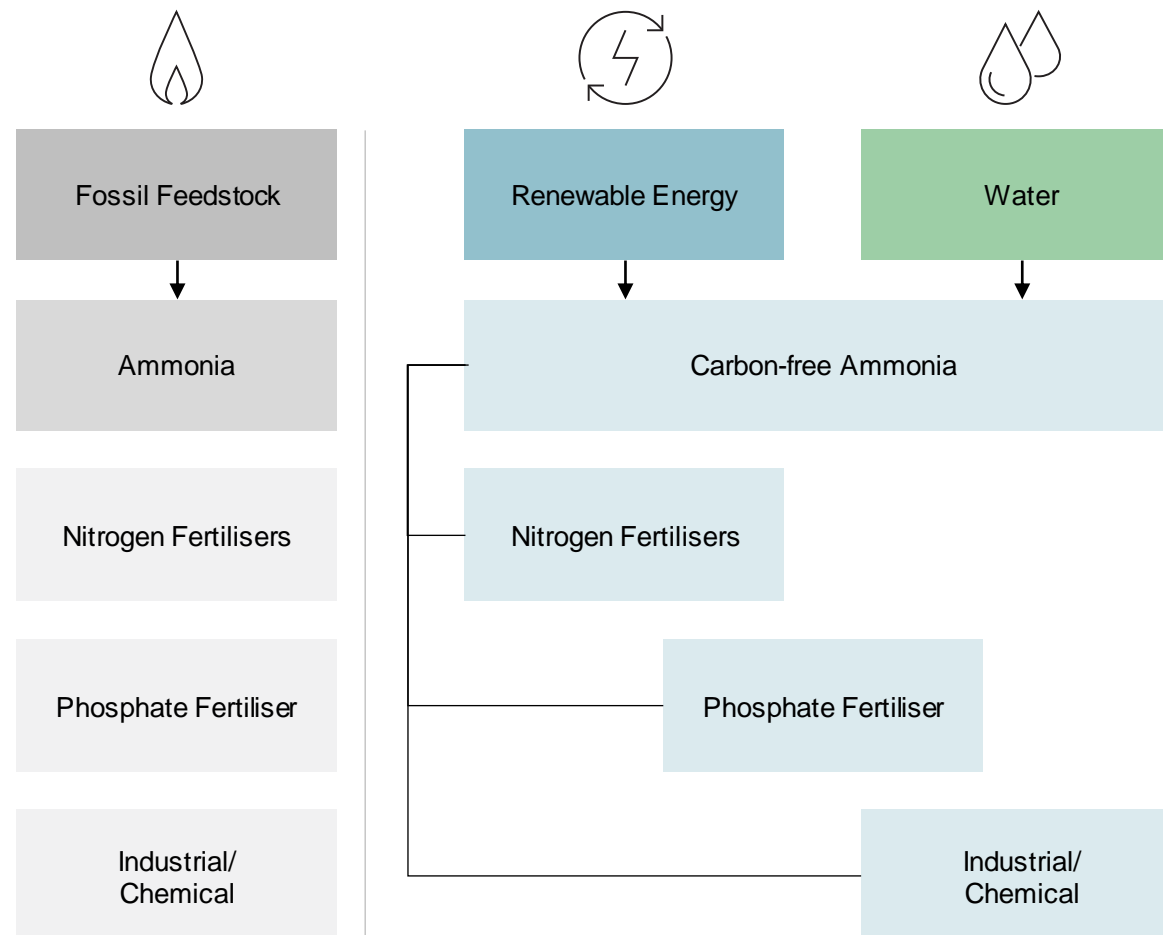 Fossil Feedstock
Renewable Energy
Water
Ammonia
Carbon-free Ammonia
Nitrogen Fertilisers
Nitrogen Fertilisers
Phosphate Fertiliser
Phosphate Fertiliser
Industrial/
Chemical
Industrial/
Chemical